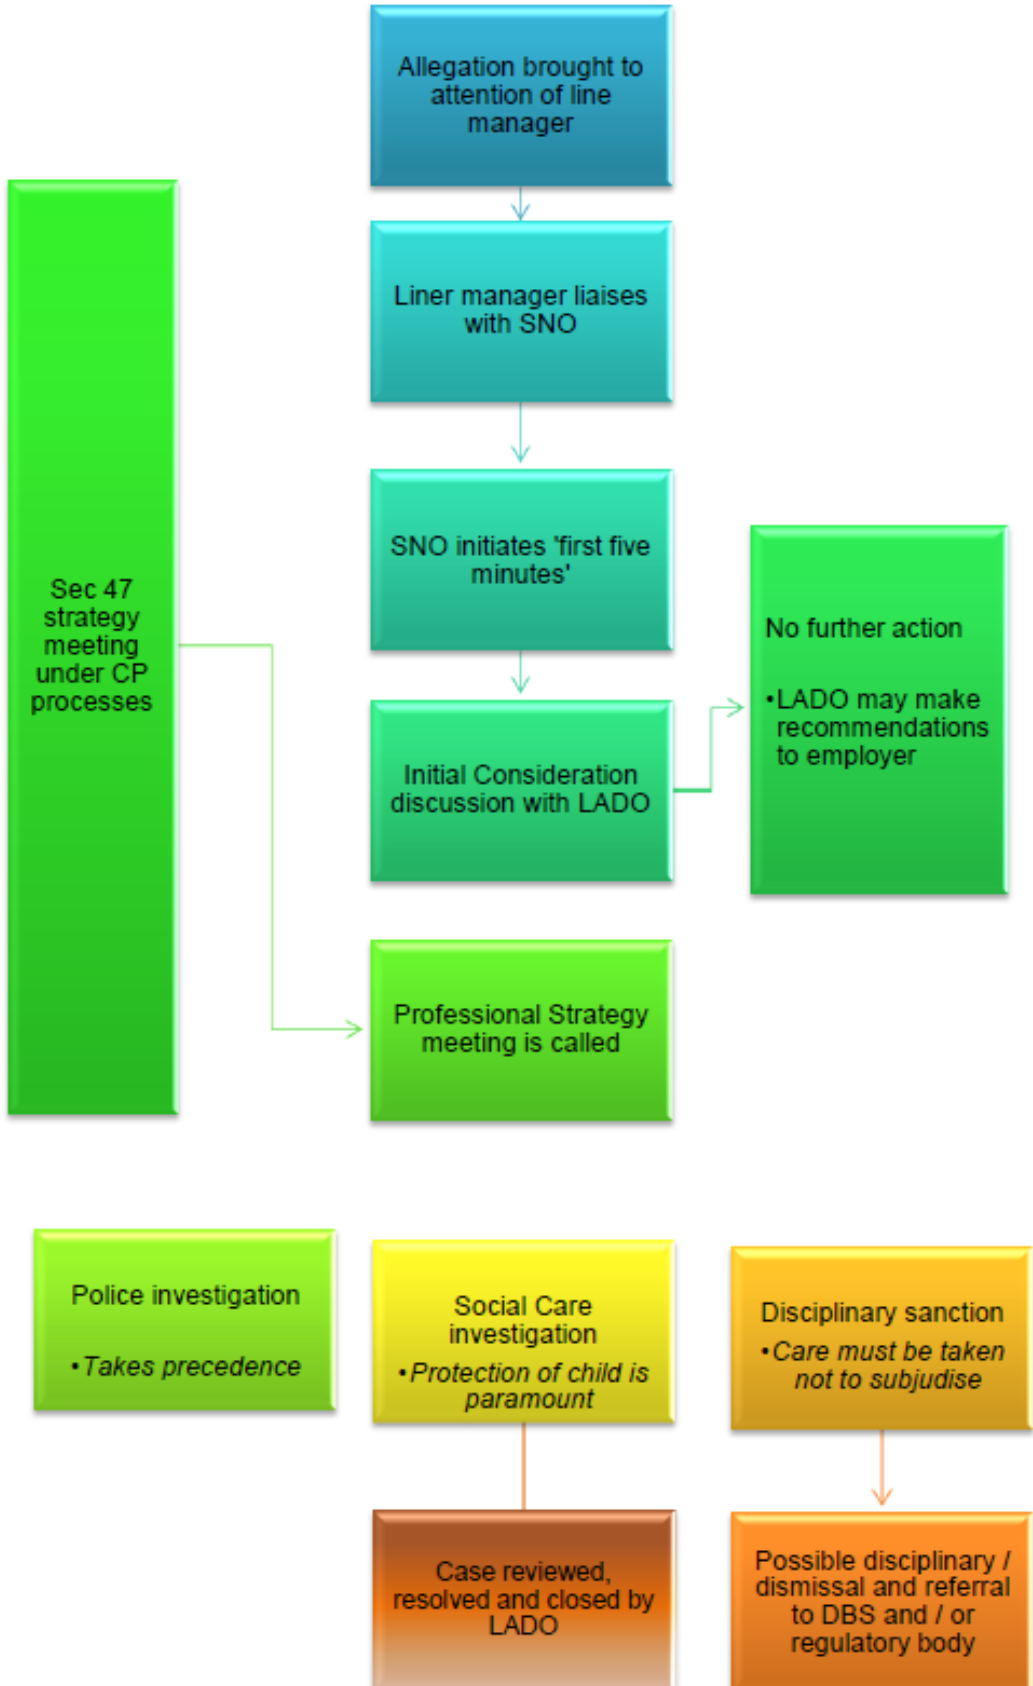 Allegation brought to
attention of line
manager
Liner manager liaises
with SNO
SNO initiates 'first five
minutes'
Sec 47
strategy
meeting
under CP
processes
No further action
•LADO may make
recommendations
to employer
Initial Consideration
discussion with LADO
Professional Strategy
meeting is called
Police investigation
•Takes precedence
Social Care
investigation
•Protection of child is
paramount
Disciplinary sanction
•Care must be taken
not to subjudise
Case reviewed,
resolved and closed by
LADO
Possible disciplinary /
dismissal and referral
to DBS and / or
regulatory body